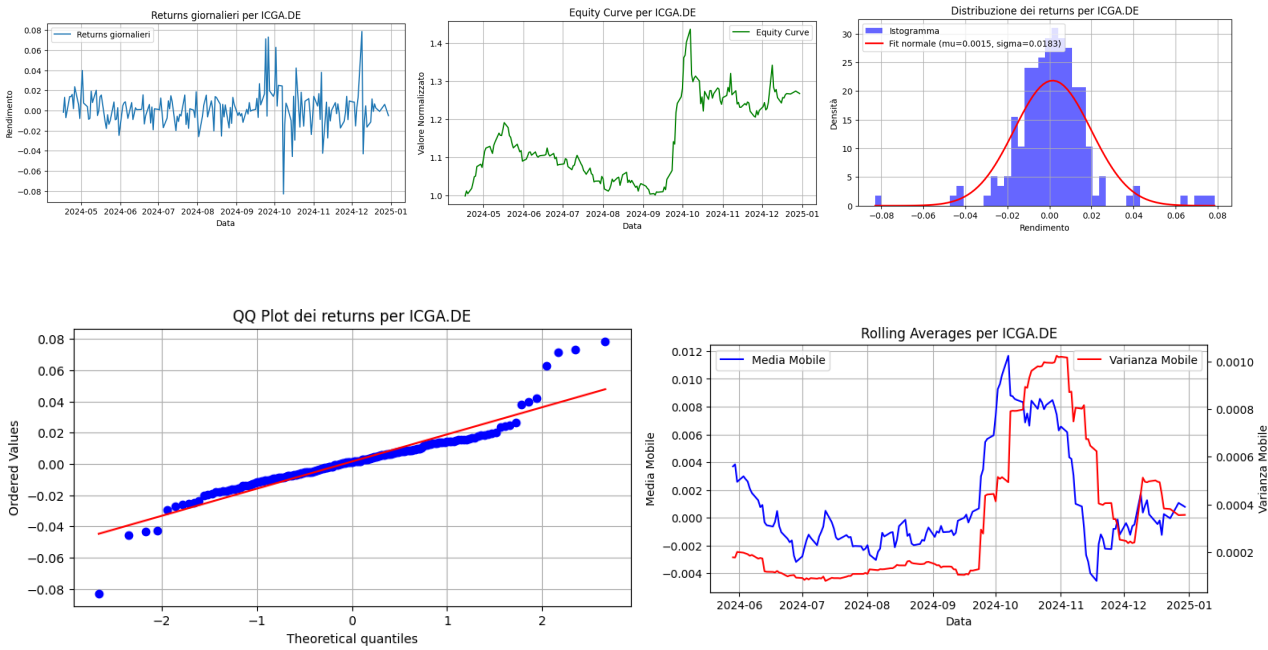 Returns giornalieri per ICGA.DE
Returns giornalieri
0.08
0.06
0.04
0.02
0.00
−0.02
−0.04
−0.06
−0.08
Rendimento
2024-05 2024-06 2024-07 2024-08 2024-09 2024-10 2024-11 2024-12 2025-01
Data
Equity Curve per ICGA.DE
Equity Curve
1.4
1.3
1.2
1.1
1.0
Valore Normalizzato
2024-05 2024-06 2024-07 2024-08 2024-09 2024-10 2024-11 2024-12 2025-01
Data
Distribuzione dei returns per ICGA.DE
Istogramma
Fit normale (mu=0.0015, sigma=0.0183)
30
25
20
15
10
5
0
Densità
−0.08 −0.06 −0.04 −0.02 0.00 0.02 0.04 0.06 0.08
Rendimento
QQ Plot dei returns per ICGA.DE
0.08
0.06
0.04
0.02
0.00
−0.02
−0.04
−0.06
−0.08
Ordered Values
−2 −1 0 1 2
Theoretical quantiles
Rolling Averages per ICGA.DE
Media Mobile
Varianza Mobile
0.012
0.010
0.008
0.006
0.004
0.002
0.000
−0.002
−0.004
Media Mobile
0.0010
0.0008
0.0006
0.0004
0.0002
Varianza Mobile
2024-06 2024-07 2024-08 2024-09 2024-10 2024-11 2024-12 2025-01
Data